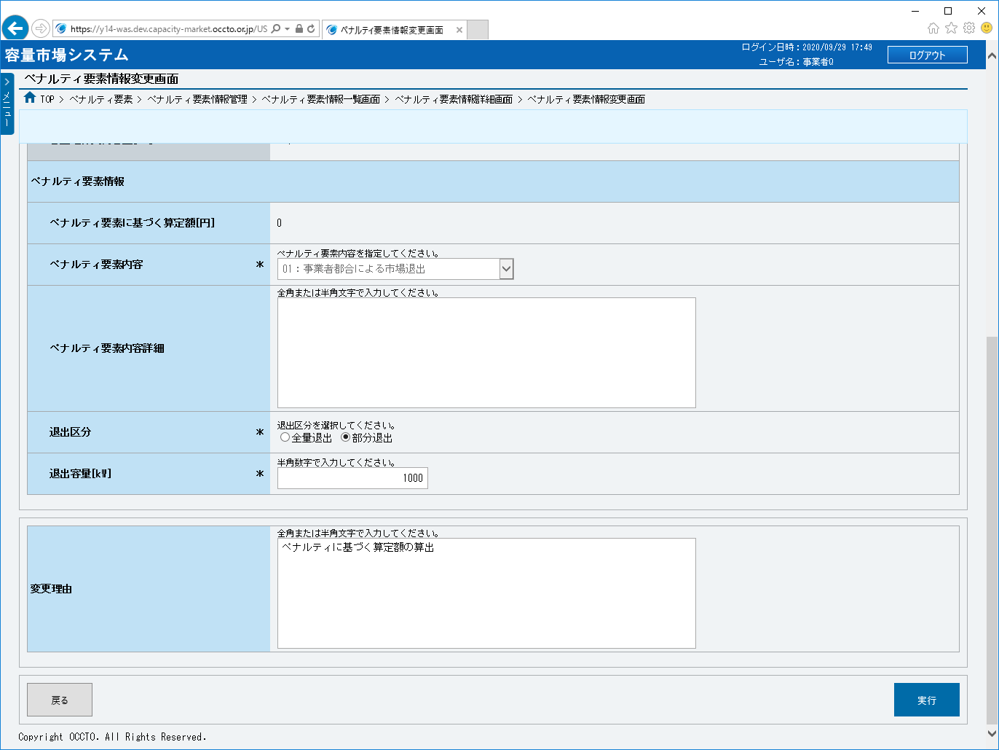 https://y14-was.dev.capacity-market.occto.or.jp/US
ペナルティ要素情報変更画面
容量市場システム
ログイン日時：2020/09/29 17:49
ユーザ名：事業者Q
ログアウト
メニュー
ペナルティ要素情報変更画面
TOP > ペナルティ要素 > ペナルティ要素情報管理 > ペナルティ要素情報一覧画面 > ペナルティ要素情報詳細画面 > ペナルティ要素情報変更画面
ペナルティ要素情報
ペナルティ要素に基づく算定額[円]
0
ペナルティ要素内容 *
ペナルティ要素内容を指定してください。
01：事業者都合による市場退出
ペナルティ要素内容詳細
全角または半角文字で入力してください。
退出区分 *
退出区分を選択してください。
全量退出 部分退出
退出容量[kW] *
半角数字で入力してください。
1000
変更理由
全角または半角文字で入力してください。
ペナルティに基づく算定額の算出
戻る
実行
Copyright OCCTO. All Rights Reserved.